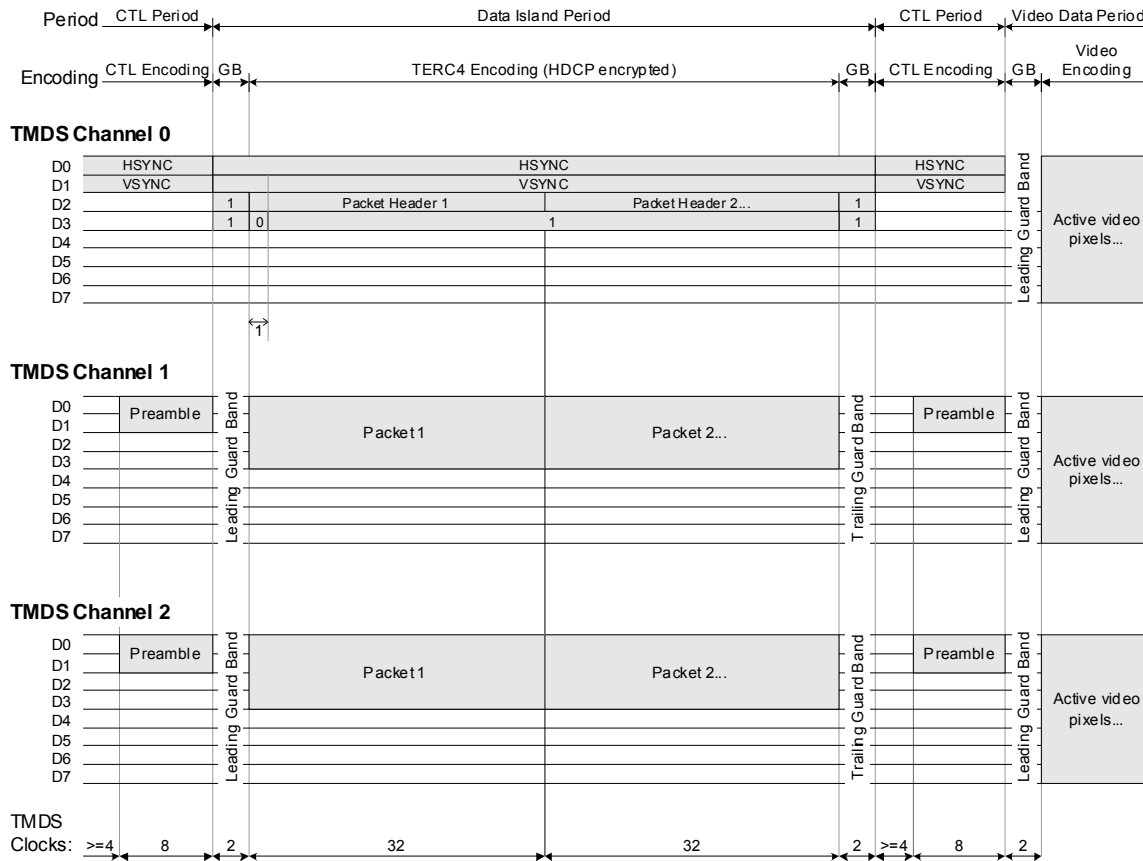 Period CTL Period Data Island Period CTL Period Video Data Period
Encoding CTL Encoding GB TERC4 Encoding (HDCP encrypted) GB CTL Encoding GB Video Encoding
TMDS Channel 0
D0 HSYNC HSYNC HSYNC
D1 VSYNC VSYNC VSYNC
D2 1 Packet Header 1 Packet Header 2... 1
D3 1 0 1 1
D4
D5
D6
D7
Leading Guard Band
Active video
pixels...
1
TMDS Channel 1
D0
D1
D2
D3
D4
D5
D6
D7
Preamble
Leading Guard Band
Packet 1
Packet 2...
Trailing Guard Band
Preamble
Leading Guard Band
Active video
pixels...
TMDS Channel 2
D0
D1
D2
D3
D4
D5
D6
D7
Preamble
Leading Guard Band
Packet 1
Packet 2...
Trailing Guard Band
Preamble
Leading Guard Band
Active video
pixels...
TMDS
Clocks: >=4 8 2 32 32 2 >=4 8 2